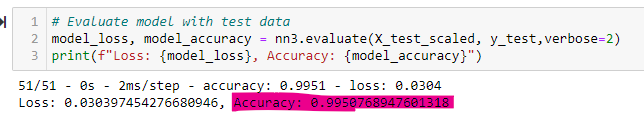 1 # Evaluate model with test data
2 model_loss, model_accuracy = nn3.evaluate(X_test_scaled, y_test,verbose=2)
3 print(f"Loss: {model_loss}, Accuracy: {model_accuracy}")
51/51 - 0s - 2ms/step - accuracy: 0.9951 - loss: 0.0304
Loss: 0.030397454276680946, Accuracy: 0.9950768947601318